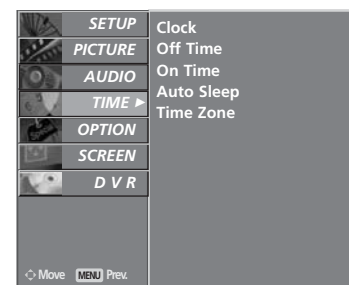 SETUP
PICTURE
AUDIO
TIME
OPTION
SCREEN
D V R
Move MENU Prev.
Clock
Off Time
On Time
Auto Sleep
Time Zone